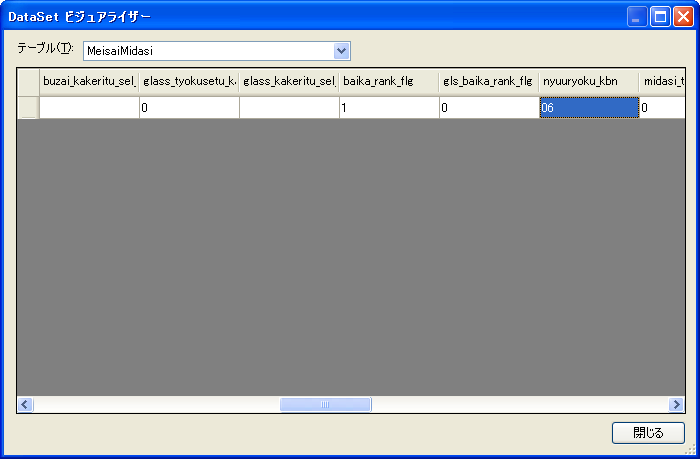 DataSet ビジュアライザー
テーブル(T): MeisaiMidasi
buzai_kakeritu_sel_ glass_tyokusetu_k glass_kakeritu_sel_ baika_rank_flg gls_baika_rank_flg nyuuryoku_kbn midasi_t
0 1 0 06 0
閉じる